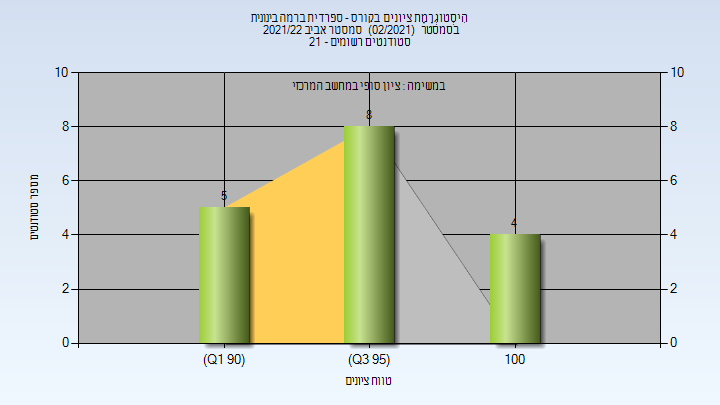 היסטוגרמת ציונים בקורס - ספרדית ברמה בינונית
בסמסטר (02/2021) סמסטר אביב 2021/22
סטודנטים רשומים - 21
במשימה : ציון סופי במחשב המרכזי
10 10
8 8
6 6
4 4
2 2
0 0
5
8
4
מספר סטודנטים
(Q1 90) (Q3 95) 100
טווח ציונים